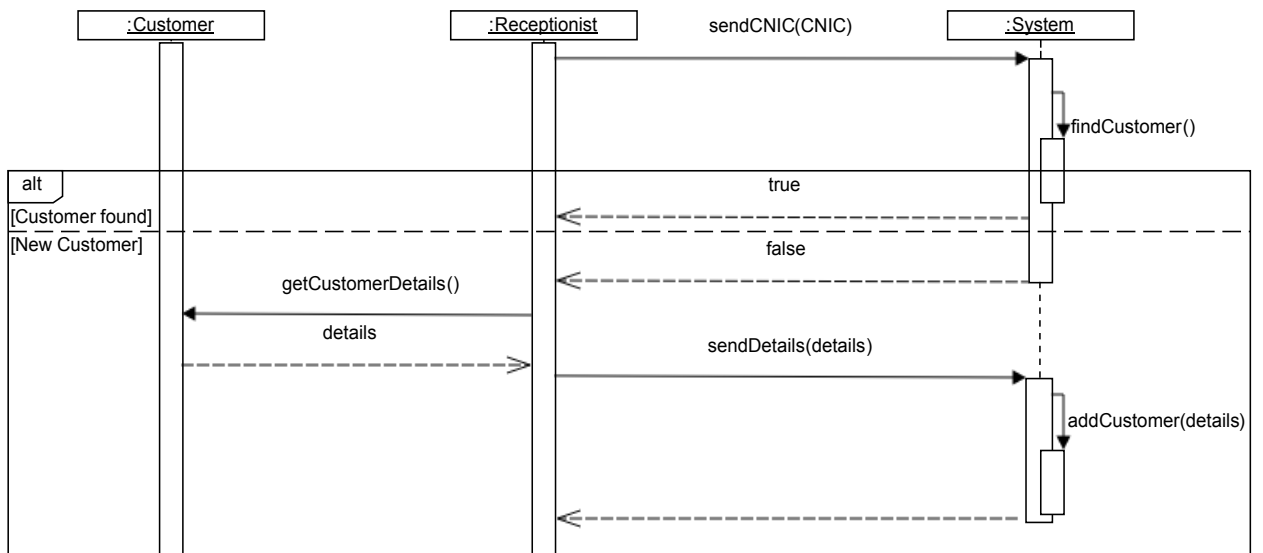 :Customer
:Receptionist
sendCNIC(CNIC)
:System
findCustomer()
alt
true
[Customer found]
[New Customer]
false
getCustomerDetails()
details
sendDetails(details)
addCustomer(details)